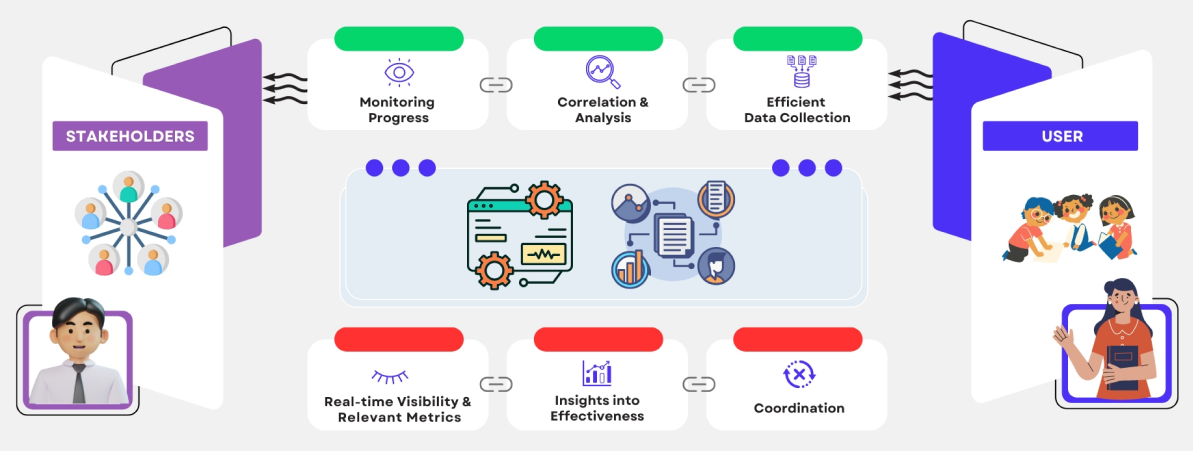 STAKEHOLDERS
Monitoring
Progress
Correlation &
Analysis
Efficient
Data Collection
USER
Real-time Visibility &
Relevant Metrics
Insights into
Effectiveness
Coordination